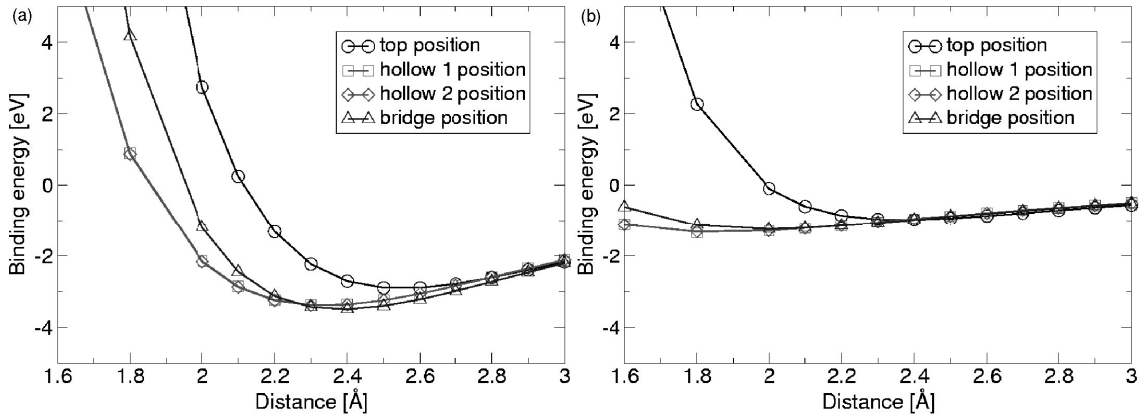 (a)
4
2
0
-2
-4
Binding energy [eV]
top position
hollow 1 position
hollow 2 position
bridge position
1.6 1.8 2 2.2 2.4 2.6 2.8 3
Distance [Å]
(b)
4
2
0
-2
-4
Binding energy [eV]
top position
hollow 1 position
hollow 2 position
bridge position
1.6 1.8 2 2.2 2.4 2.6 2.8 3
Distance [Å]